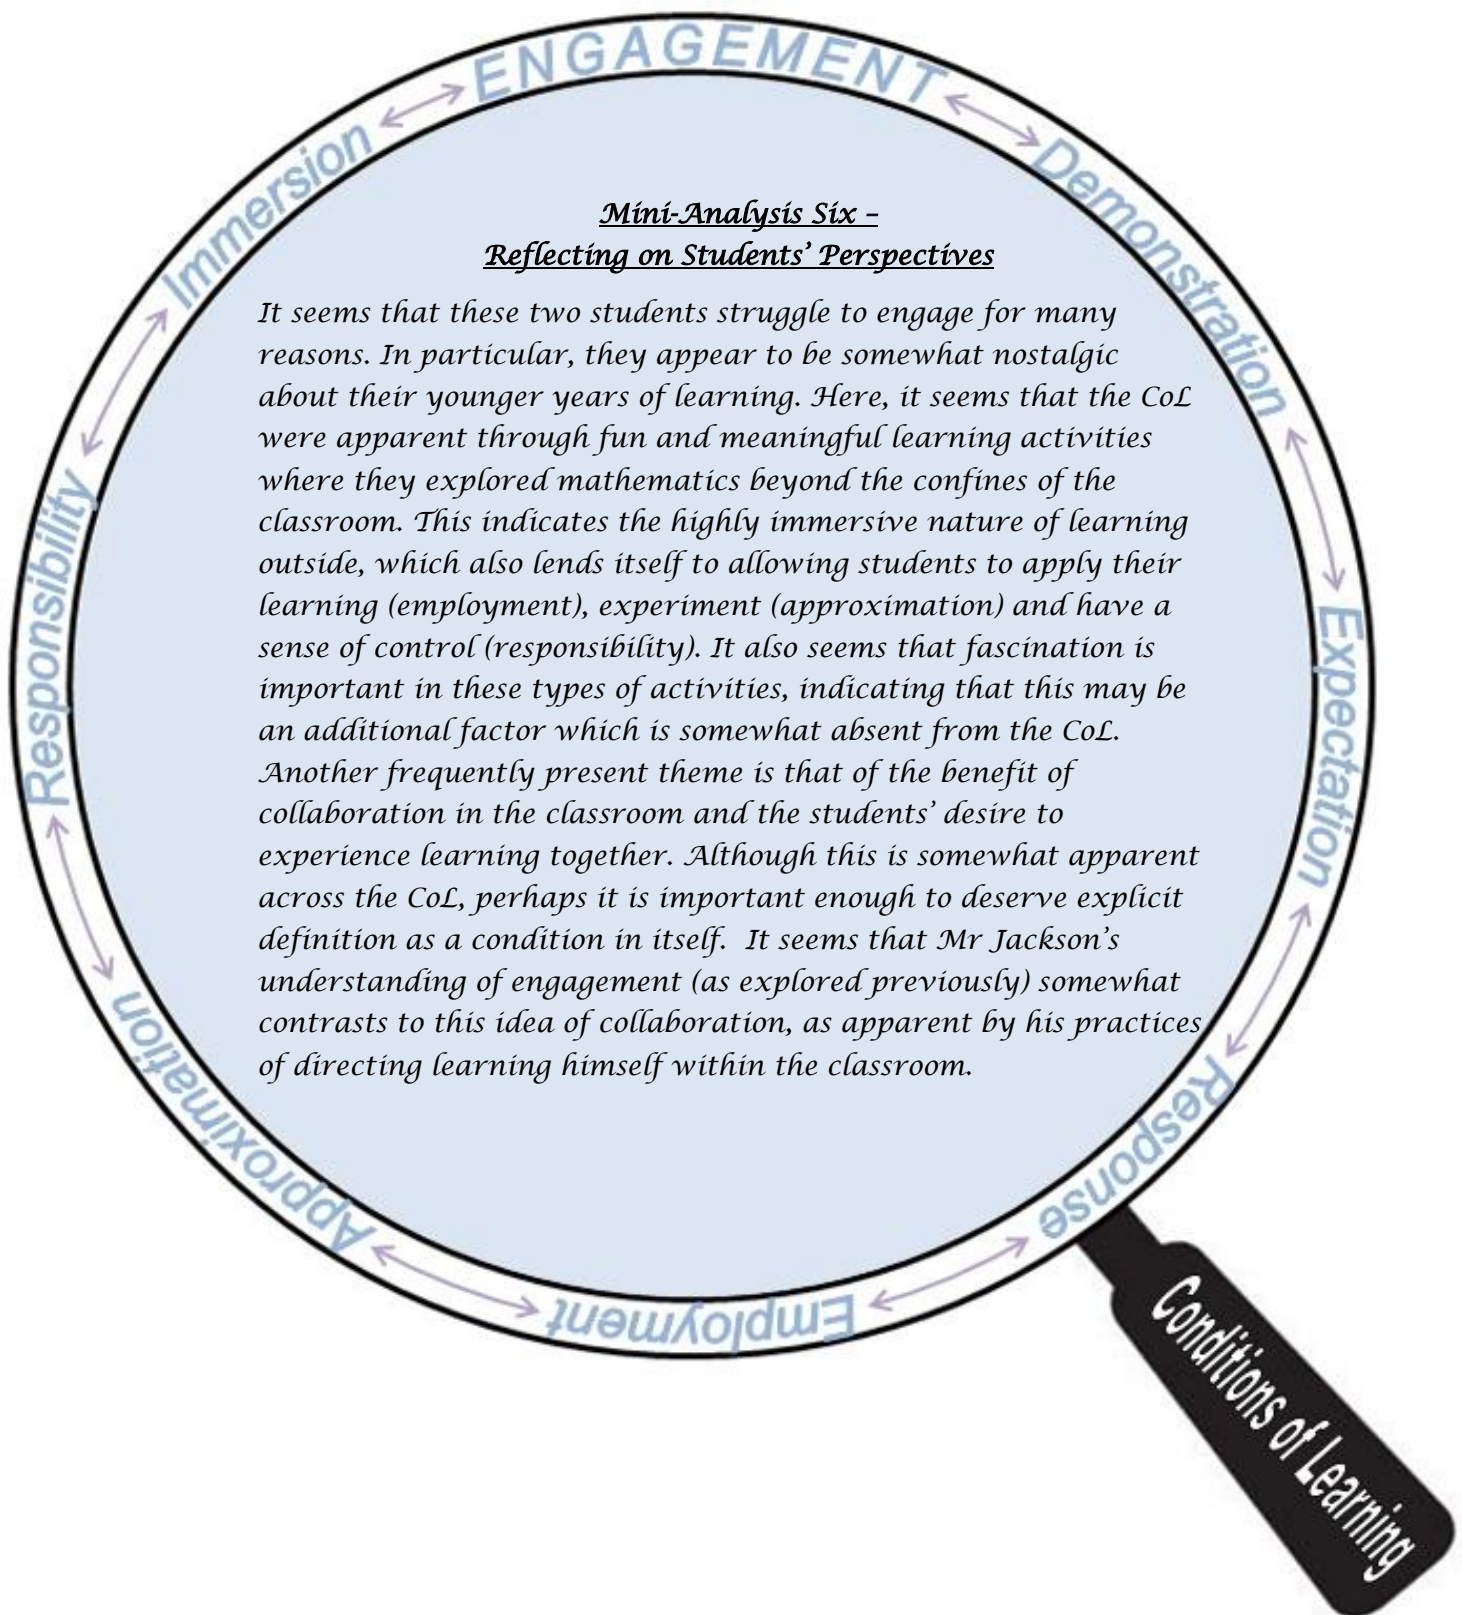 ENGAGEMENT
Immersion
Demonstration
Mini-Analysis Six –
Reflecting on Students’ Perspectives
It seems that these two students struggle to engage for many
reasons. In particular, they appear to be somewhat nostalgic
about their younger years of learning. Here, it seems that the CoL
were apparent through fun and meaningful learning activities
where they explored mathematics beyond the confines of the
classroom. This indicates the highly immersive nature of learning
outside, which also lends itself to allowing students to apply their
learning (employment), experiment (approximation) and have a
sense of control (responsibility). It also seems that fascination is
important in these types of activities, indicating that this may be
an additional factor which is somewhat absent from the CoL.
Another frequently present theme is that of the benefit of
collaboration in the classroom and the students’ desire to
experience learning together. Although this is somewhat apparent
across the CoL, perhaps it is important enough to deserve explicit
definition as a condition in itself.  It seems that Mr Jackson’s
understanding of engagement (as explored previously) somewhat
contrasts to this idea of collaboration, as apparent by his practices
of directing learning himself within the classroom.
Responsibility
Expectation
Approximation
Response
Employment
Conditions of Learning